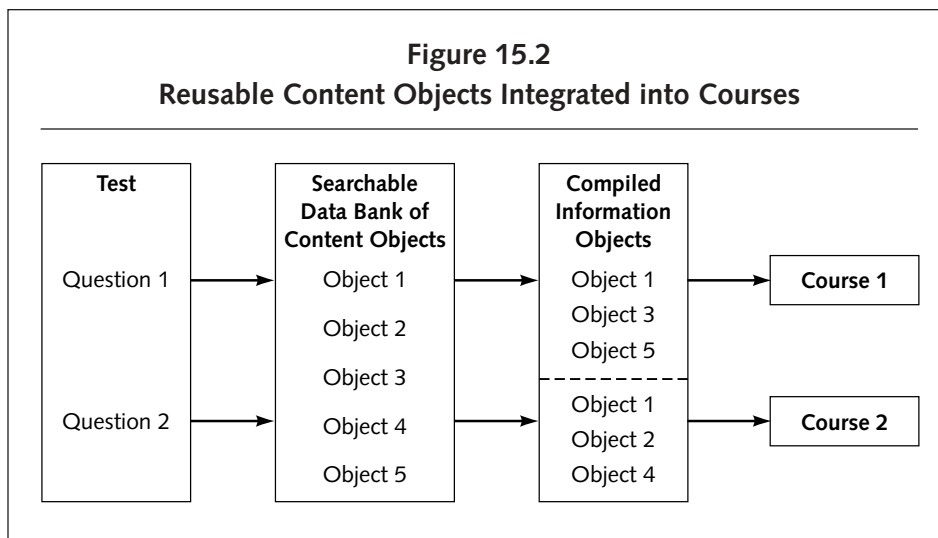 Figure 15.2
Reusable Content Objects Integrated into Courses
Test
Question 1
Question 2
Searchable
Data Bank of
Content Objects
Object 1
Object 2
Object 3
Object 4
Object 5
Compiled
Information
Objects
Object 1
Object 3
Object 5
Object 1
Object 2
Object 4
Course 1
Course 2